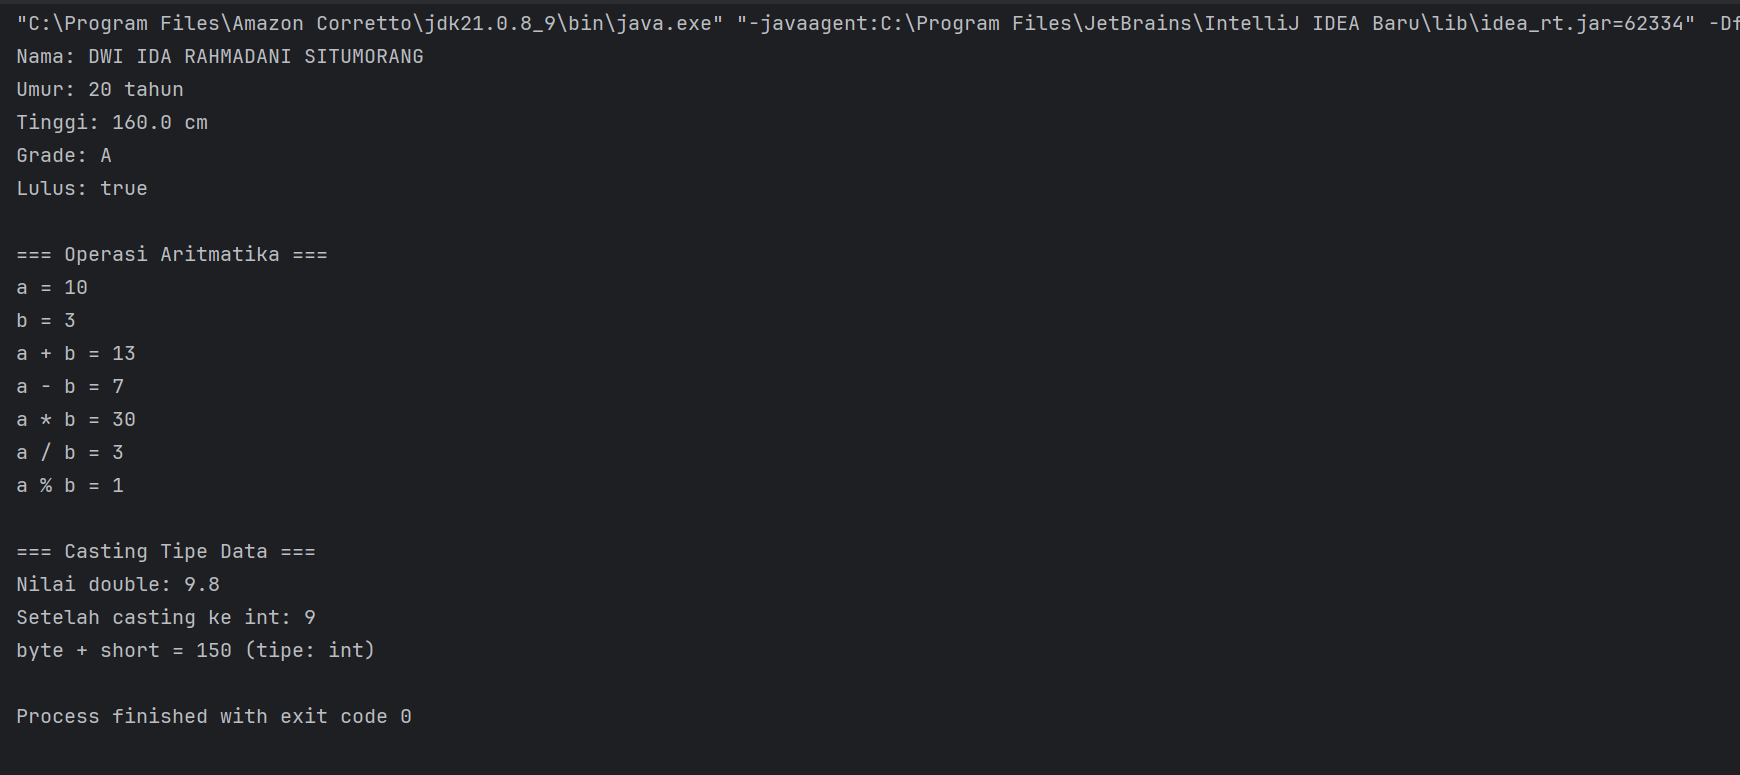 "C:\Program Files\Amazon Corretto\jdk21.0.8_9\bin\java.exe" "-javaagent:C:\Program Files\JetBrains\IntelliJ IDEA Baru\lib\idea_rt.jar=62334" -Df
Nama: DWI IDA RAHMADANI SITUMORANG
Umur: 20 tahun
Tinggi: 160.0 cm
Grade: A
Lulus: true
=== Operasi Aritmatika ===
a = 10
b = 3
a + b = 13
a - b = 7
a * b = 30
a / b = 3
a % b = 1
=== Casting Tipe Data ===
Nilai double: 9.8
Setelah casting ke int: 9
byte + short = 150 (tipe: int)
Process finished with exit code 0